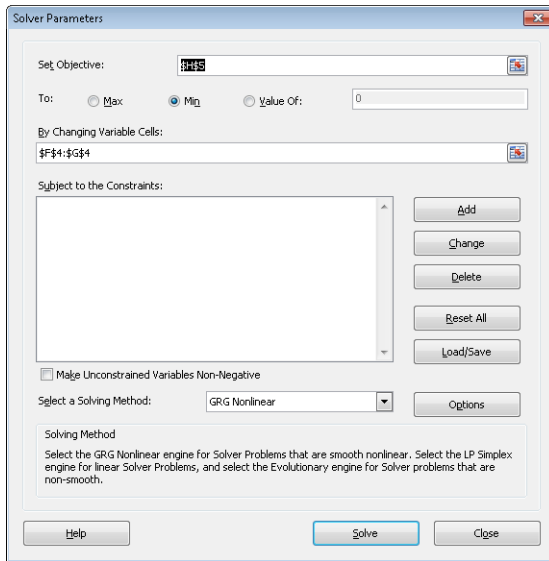 Solver Parameters
Set Objective: $H$5
To: Max Min Value Of: 0
By Changing Variable Cells:
$F$4:$G$4
Subject to the Constraints:
Add
Change
Delete
Reset All
Load/Save
Make Unconstrained Variables Non-Negative
Select a Solving Method: GRG Nonlinear Options
Solving Method
Select the GRG Nonlinear engine for Solver Problems that are smooth nonlinear. Select the LP Simplex
engine for linear Solver Problems, and select the Evolutionary engine for Solver problems that are
non-smooth.
Help Solve Close